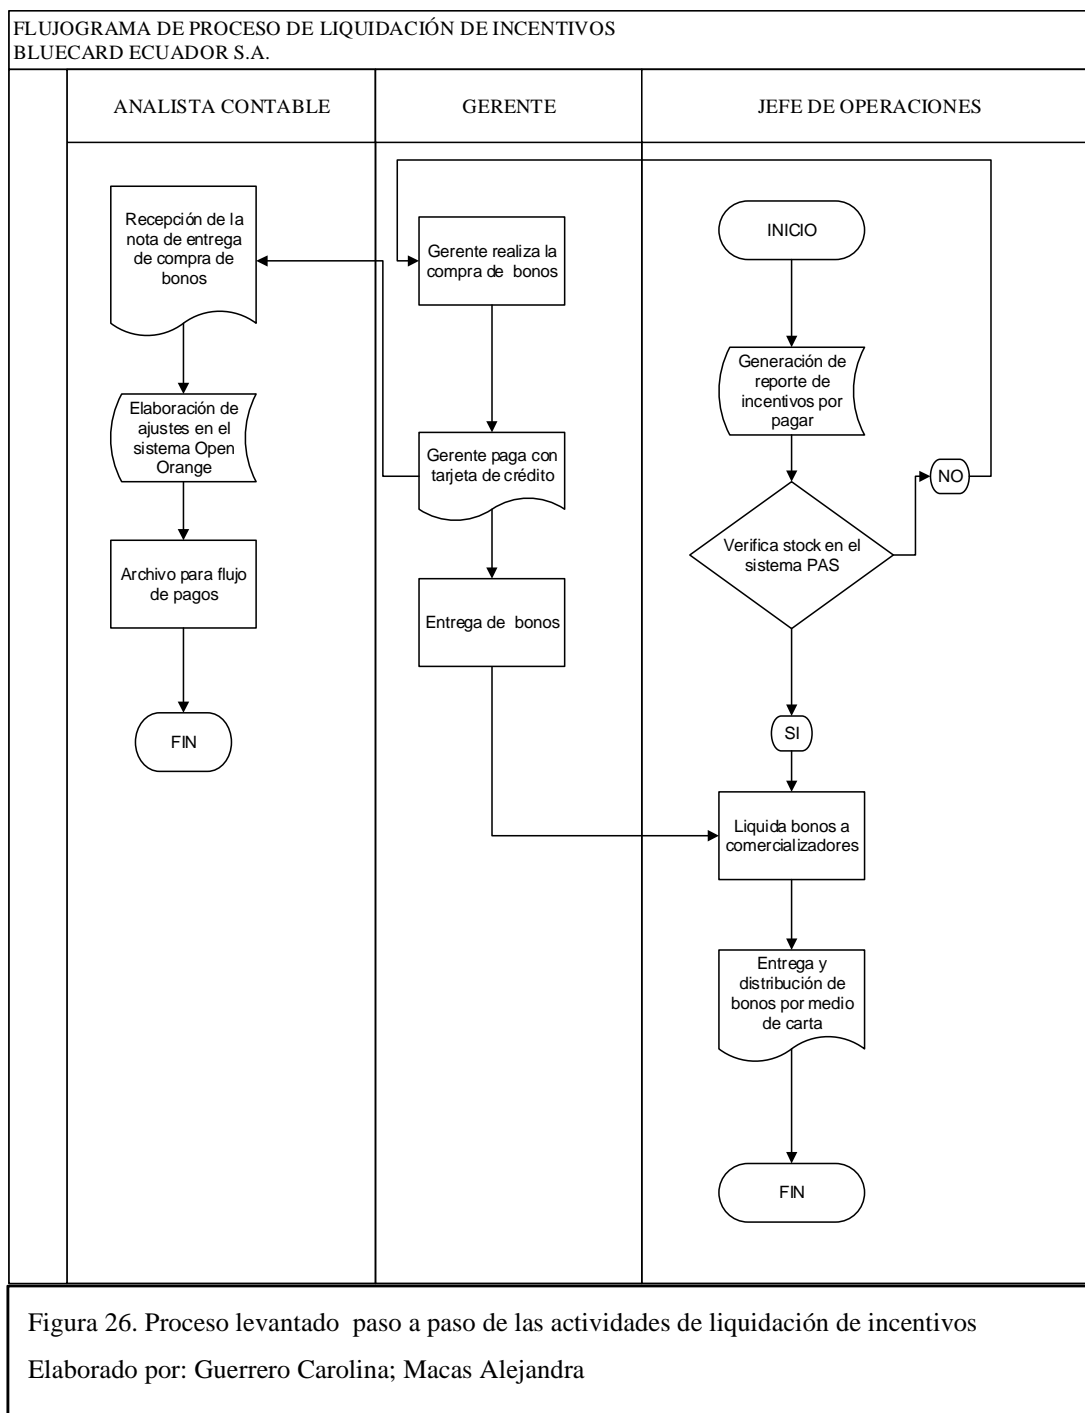 FLUJOGRAMA DE PROCESO DE LIQUIDACIÓN DE INCENTIVOS
BLUECARD ECUADOR S.A.
ANALISTA CONTABLE
GERENTE
JEFE DE OPERACIONES
Recepción de la
nota de entrega
de compra de
bonos
Elaboración de
ajustes en el
sistema Open
Orange
Archivo para flujo
de pagos
FIN
Gerente realiza la
compra de bonos
Gerente paga con
tarjeta de crédito
Entrega de bonos
INICIO
Generación de
reporte de
incentivos por
pagar
NO
Verifica stock en el
sistema PAS
SI
Liquida bonos a
comercializadores
Entrega y
distribución de
bonos por medio
de carta
FIN
Figura 26. Proceso levantado paso a paso de las actividades de liquidación de incentivos
Elaborado por: Guerrero Carolina; Macas Alejandra